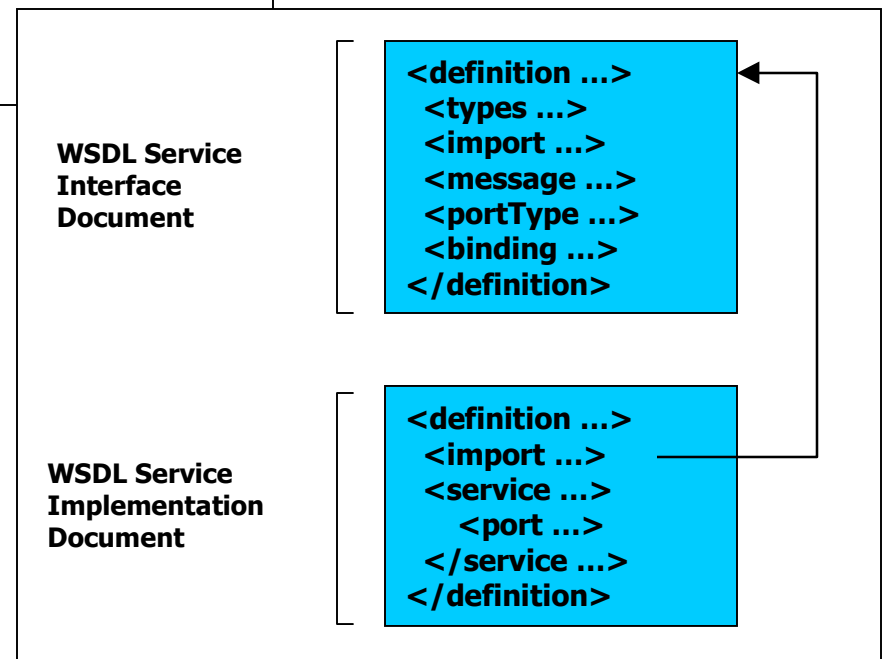 WSDL Service
Interface
Document
<definition ...>
<types ...>
<import ...>
<message ...>
<portType ...>
<binding ...>
</definition>
WSDL Service
Implementation
Document
<definition ...>
<import ...>
<service ...>
<port ...>
</service ...>
</definition>